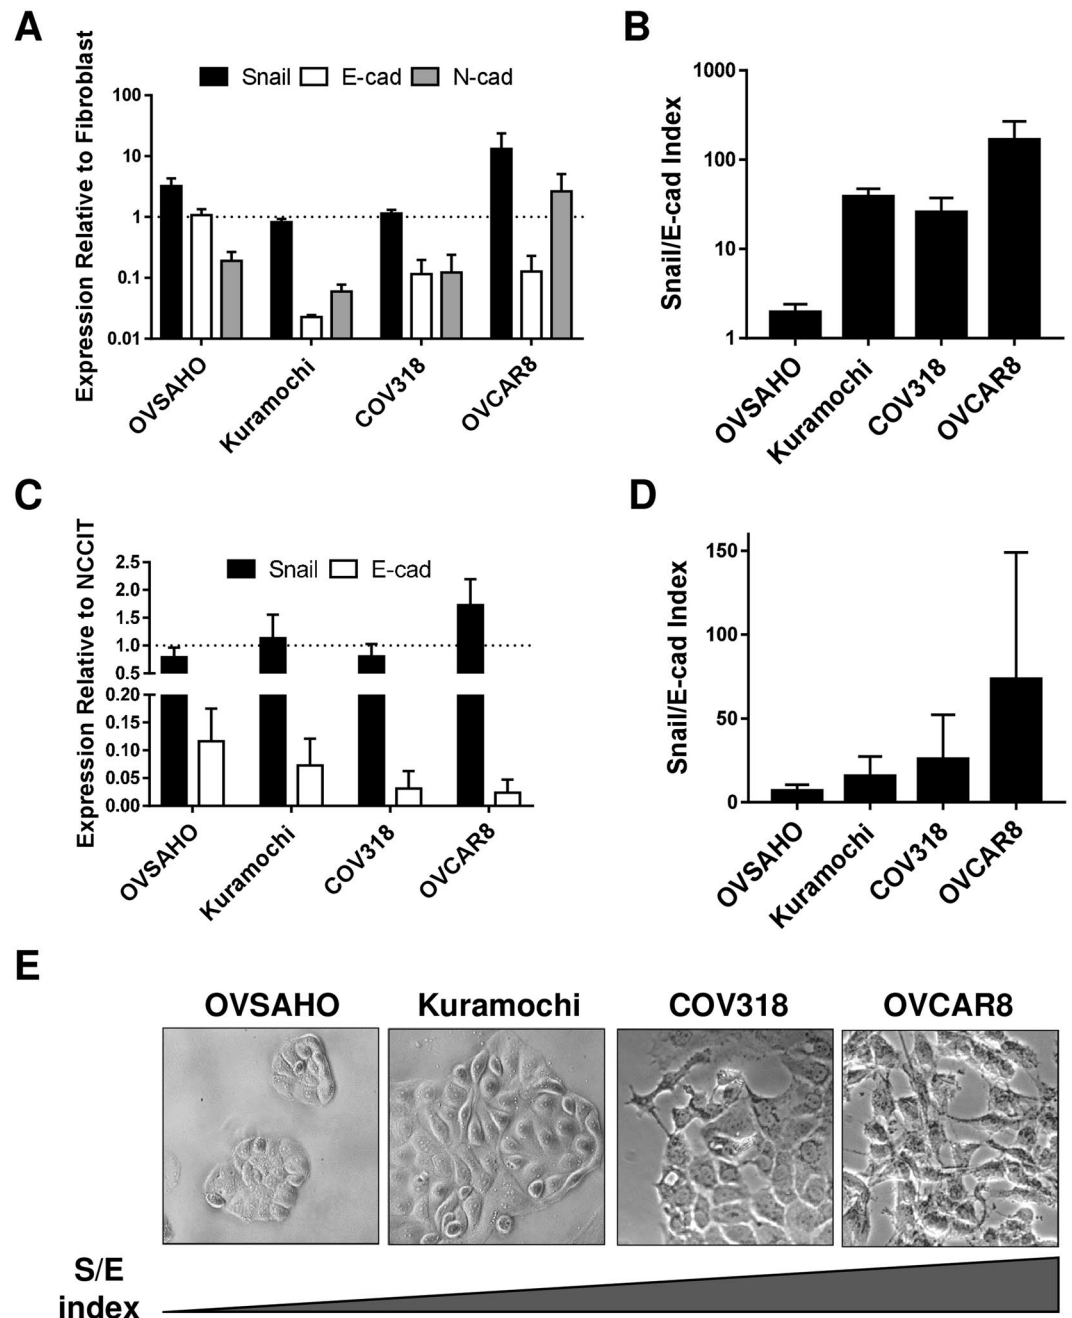 A
Expression Relative to Fibroblast
Snail E-cad N-cad
100
10
1
0.1
0.01
OVSAHO
Kuramochi
COV318
OVCAR8
B
Snail/E-cad Index
1000
100
10
1
OVSAHO
Kuramochi
COV318
OVCAR8
C
Expression Relative to NCCIT
Snail E-cad
2.5
2.0
1.5
1.0
0.5
0.20
0.15
0.10
0.05
0.00
OVSAHO
Kuramochi
COV318
OVCAR8
D
Snail/E-cad Index
150
100
50
0
OVSAHO
Kuramochi
COV318
OVCAR8
E
OVSAHO Kuramochi COV318 OVCAR8
S/E
index